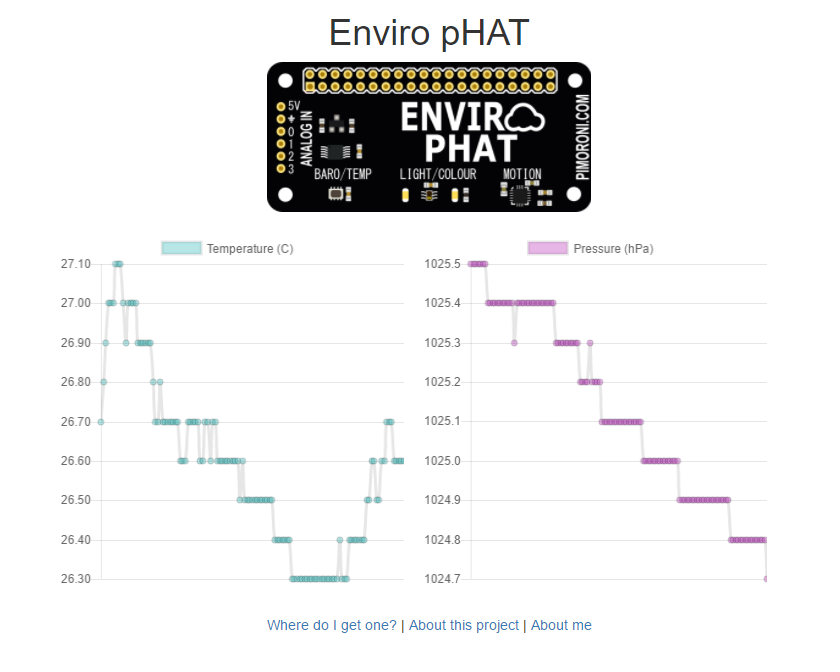 Enviro pHAT
5V
0
1
2
3
ANALOG IN
ENVIRO
PHAT
PIMORONI.COM
BARO/TEMP LIGHT/COLOUR MOTION
Temperature (C)
27.10
27.00
26.90
26.80
26.70
26.60
26.50
26.40
26.30
Pressure (hPa)
1025.5
1025.4
1025.3
1025.2
1025.1
1025.0
1024.9
1024.8
1024.7
Where do I get one? | About this project | About me